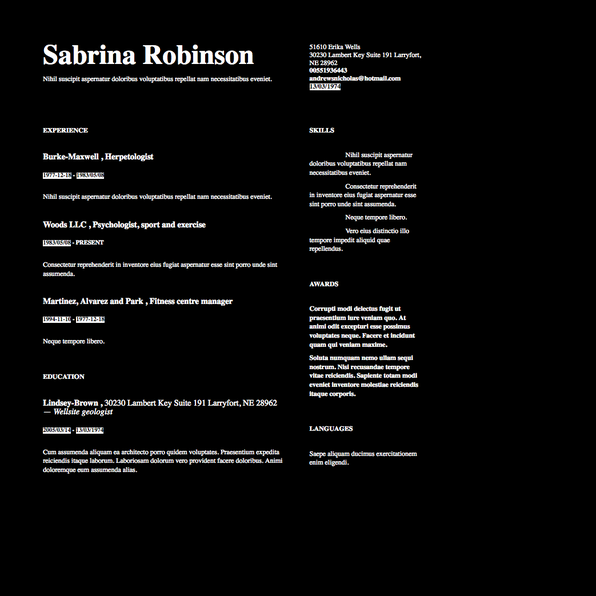 Sabrina Robinson
Nihil suscipit aspernatur doloribus voluptatibus repellat nam necessitatibus eveniet.
51610 Erika Wells
30230 Lambert Key Suite 191 Larryfort,
NE 28962
00551936443
andrewsnicholas@hotmail.com
13/03/1974
EXPERIENCE
Burke-Maxwell , Herpetologist
1977-12-18 - 1983/05/08
Nihil suscipit aspernatur doloribus voluptatibus repellat nam necessitatibus eveniet.
Woods LLC , Psychologist, sport and exercise
1983/05/08 - PRESENT
Consectetur reprehenderit in inventore eius fugiat aspernatur esse sint porro unde sint
assumenda.
Martinez, Alvarez and Park , Fitness centre manager
1994-11-10 - 1977-12-18
Neque tempore libero.
EDUCATION
Lindsey-Brown , 30230 Lambert Key Suite 191 Larryfort, NE 28962
— Wellsite geologist
2005/03/14 - 13/03/1974
Cum assumenda aliquam ea architecto porro quidem voluptates. Praesentium expedita
reiciendis itaque laborum. Laboriosam dolorum vero provident facere doloribus. Animi
doloremque eum assumenda alias.
SKILLS
Nihil suscipit aspernatur
doloribus voluptatibus repellat nam
necessitatibus eveniet.
Consectetur reprehenderit
in inventore eius fugiat aspernatur esse
sint porro unde sint assumenda.
Neque tempore libero.
Vero eius distinctio illo
tempore impedit aliquid quae
repellendus.
AWARDS
Corrupti modi delectus fugit ut
praesentium iure veniam quo. At
animi odit excepturi esse possimus
voluptates neque. Facere et incidunt
quam qui veniam maxime.
Soluta numquam nemo ullam sequi
nostrum. Nisi recusandae tempore
vitae reiciendis. Sapiente totam modi
eveniet inventore molestiae reiciendis
itaque corporis.
LANGUAGES
Saepe aliquam ducimus exercitationem
enim eligendi.